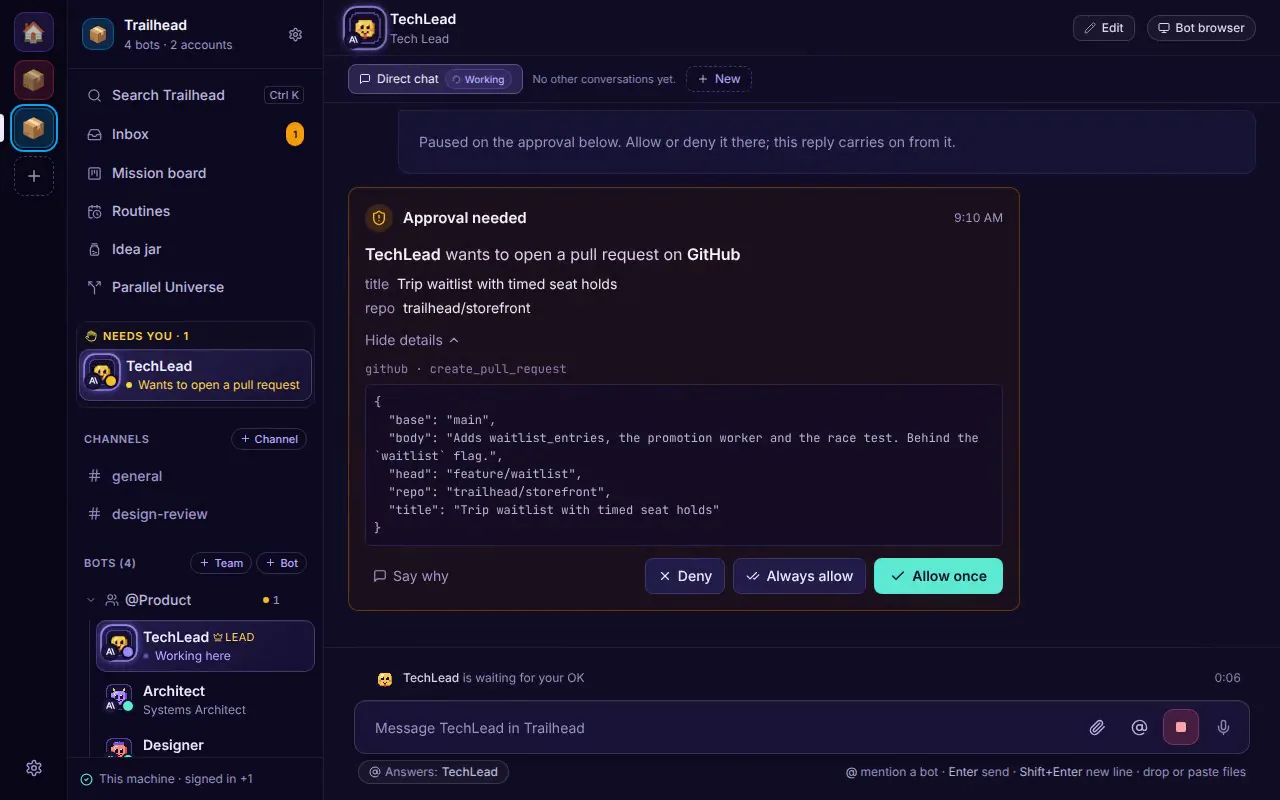 Trailhead
4 bots · 2 accounts
Search Trailhead
Ctrl K
Inbox
1
Mission board
Routines
Idea jar
Parallel Universe
NEEDS YOU · 1
TechLead
Wants to open a pull request
CHANNELS
+ Channel
# general
# design-review
BOTS (4)
+ Team
+ Bot
@Product
1
TechLead LEAD
Working here
Architect
Systems Architect
Designer
This machine · signed in +1
TechLead
Tech Lead
Edit
Bot browser
Direct chat
Working
No other conversations yet.
+ New
Paused on the approval below. Allow or deny it there; this reply carries on from it.
Approval needed
9:10 AM
TechLead wants to open a pull request on GitHub
title Trip waitlist with timed seat holds
repo trailhead/storefront
Hide details
github · create_pull_request
{
"base": "main",
"body": "Adds waitlist_entries, the promotion worker and the race test. Behind the
`waitlist` flag.",
"head": "feature/waitlist",
"repo": "trailhead/storefront",
"title": "Trip waitlist with timed seat holds"
}
Say why
Deny
Always allow
Allow once
TechLead is waiting for your OK
0:06
Message TechLead in Trailhead
@ Answers: TechLead
@ mention a bot · Enter send · Shift+Enter new line · drop or paste files